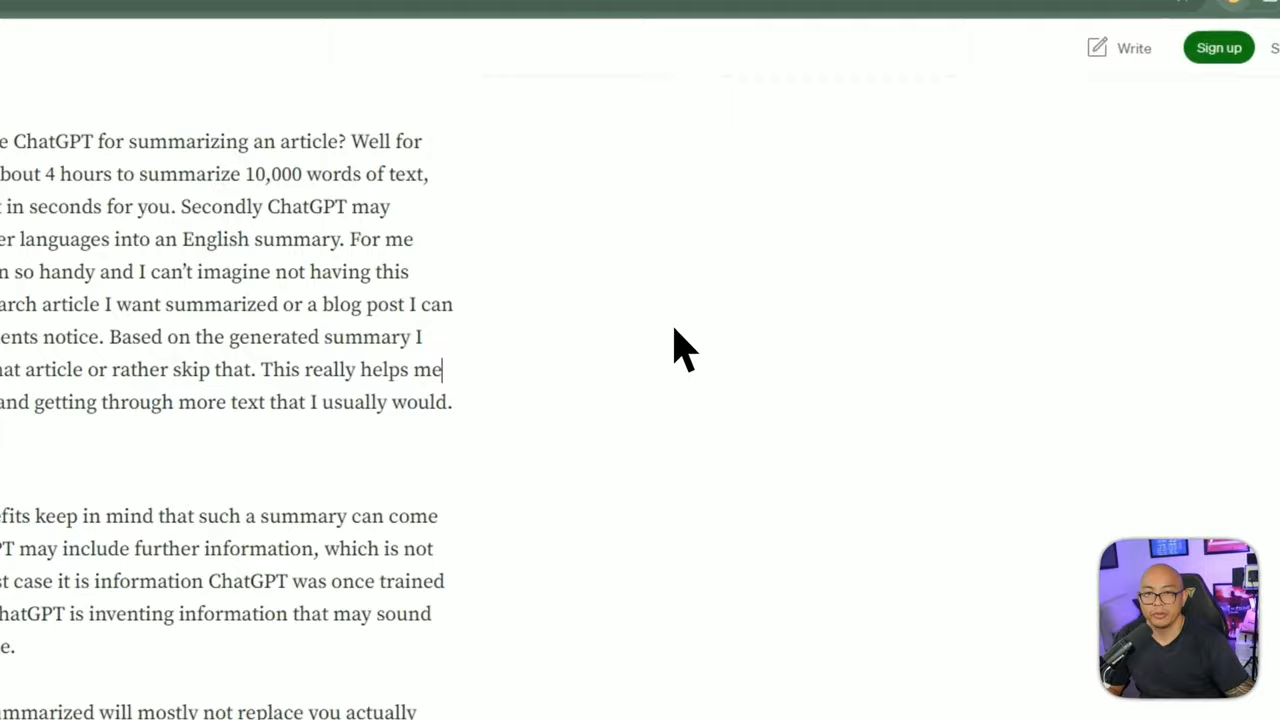 Write
Sign up
S
e ChatGPT for summarizing an article? Well for
bout 4 hours to summarize 10,000 words of text,
in seconds for you. Secondly ChatGPT may
er languages into an English summary. For me
n so handy and I can’t imagine not having this
arch article I want summarized or a blog post I can
ents notice. Based on the generated summary I
hat article or rather skip that. This really helps me
and getting through more text that I usually would.
efits keep in mind that such a summary can come
PT may include further information, which is not
st case it is information ChatGPT was once trained
hatGPT is inventing information that may sound
e.
ummarized will mostly not replace you actually